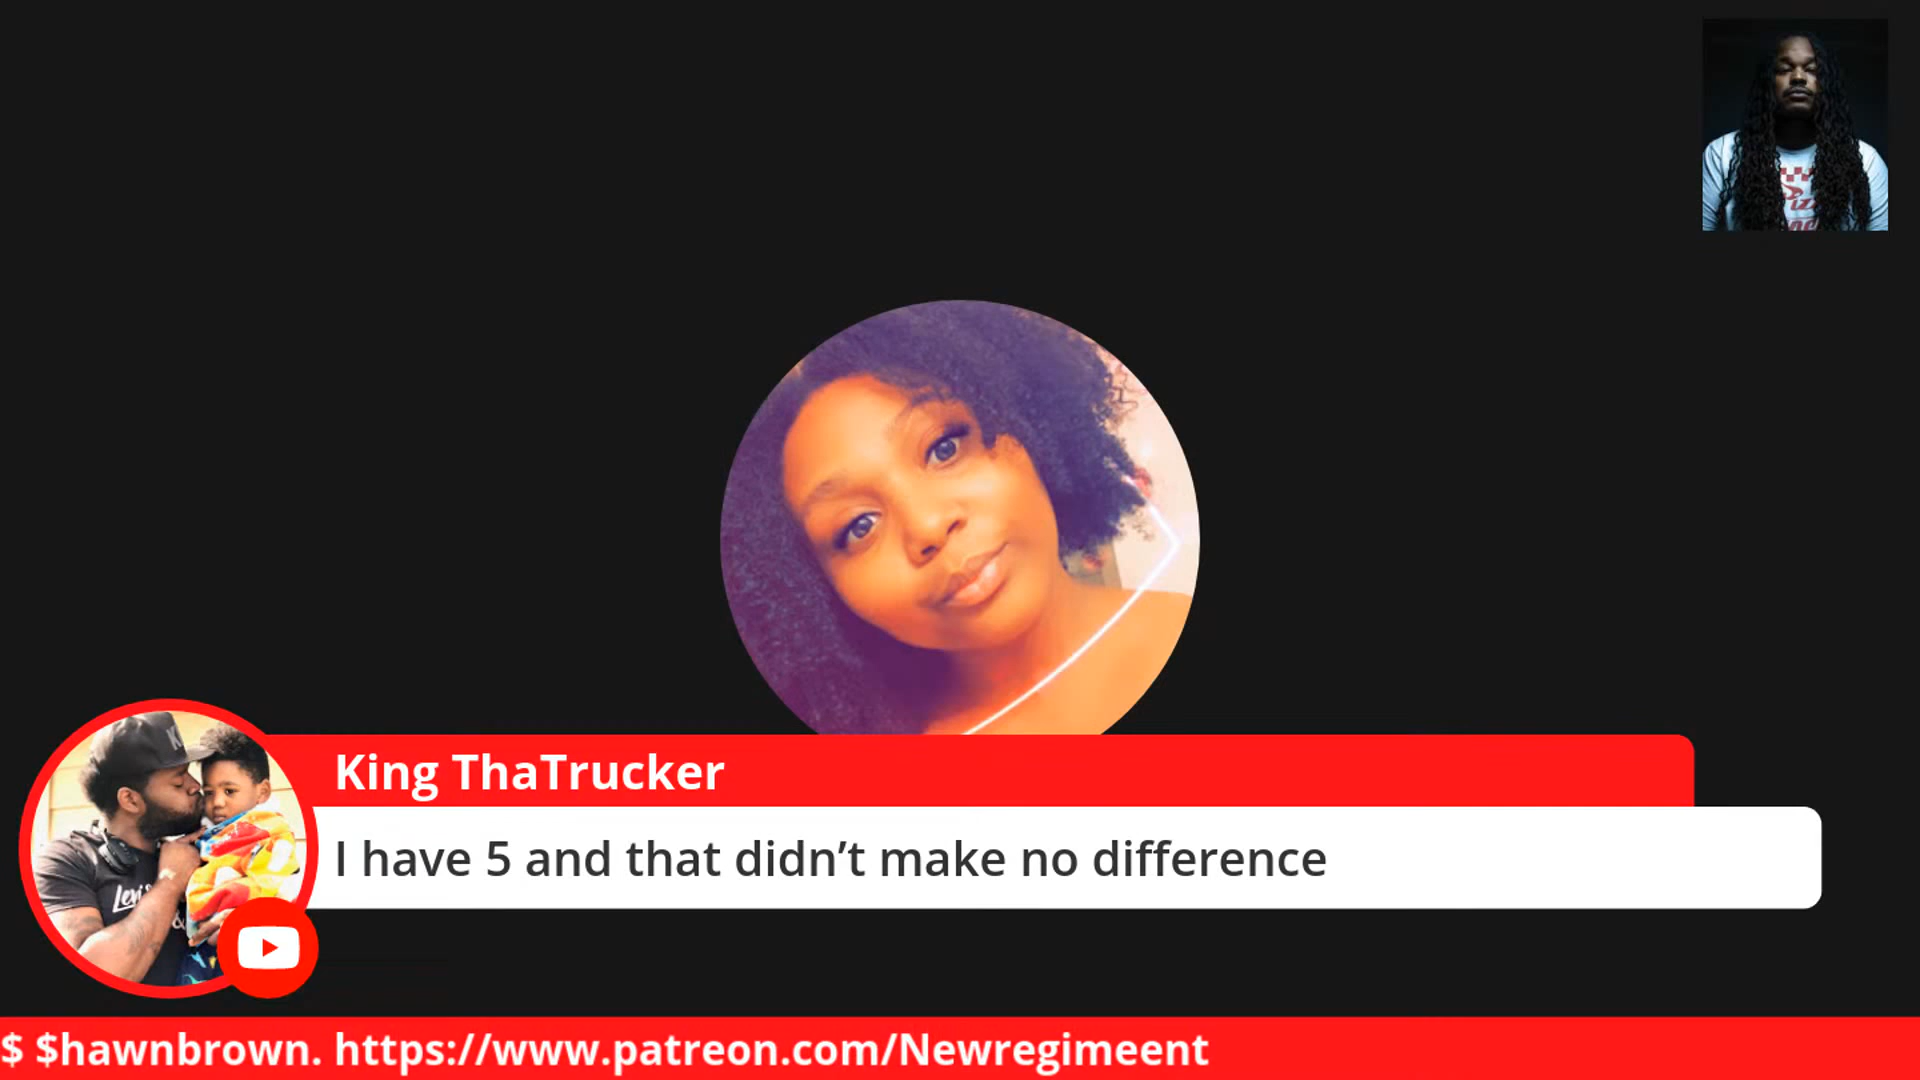 King ThaTrucker
I have 5 and that didn’t make no difference
$ $hawnbrown. https://www.patreon.com/Newregimeent